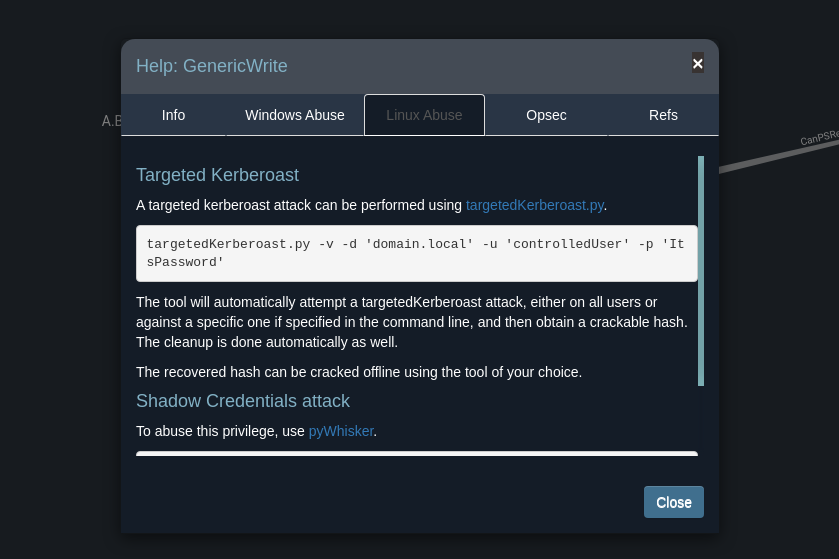 Help: GenericWrite
×
Info
Windows Abuse
Linux Abuse
Opsec
Refs
A.B
CanPSRe
Targeted Kerberoast
A targeted kerberoast attack can be performed using targetedKerberoast.py.
targetedKerberoast.py -v -d 'domain.local' -u 'controlledUser' -p 'It
sPassword'
The tool will automatically attempt a targetedKerberoast attack, either on all users or
against a specific one if specified in the command line, and then obtain a crackable hash.
The cleanup is done automatically as well.
The recovered hash can be cracked offline using the tool of your choice.
Shadow Credentials attack
To abuse this privilege, use pyWhisker.
Close